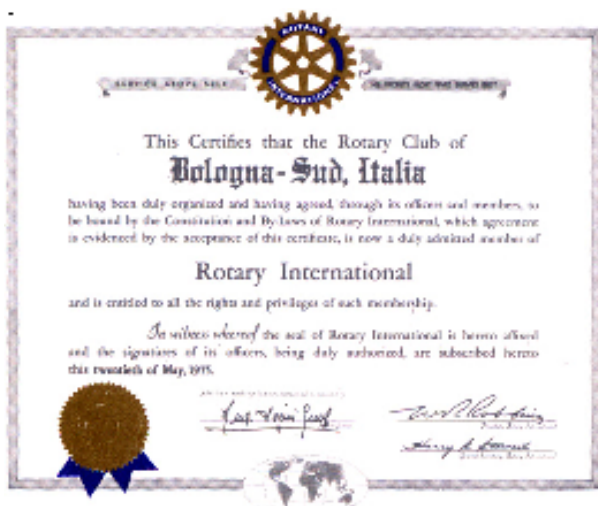 ROTARY
INTERNATIONAL
SERVICE ABOVE SELF
This Certifies that the Rotary Club of
Bologna-Sud, Italia
having been duly organized and having agreed, through its officers and members, to
be bound by the Constitution and By-Laws of Rotary International, which agreement
is evidenced by the acceptance of this certificate, is now a duly admitted member of
Rotary International
and is entitled to all the rights and privileges of such membership.
In witness whereof the seal of Rotary International is hereto affixed
and the signatures of its officers, being duly authorized, are subscribed hereto
this twentieth of May,